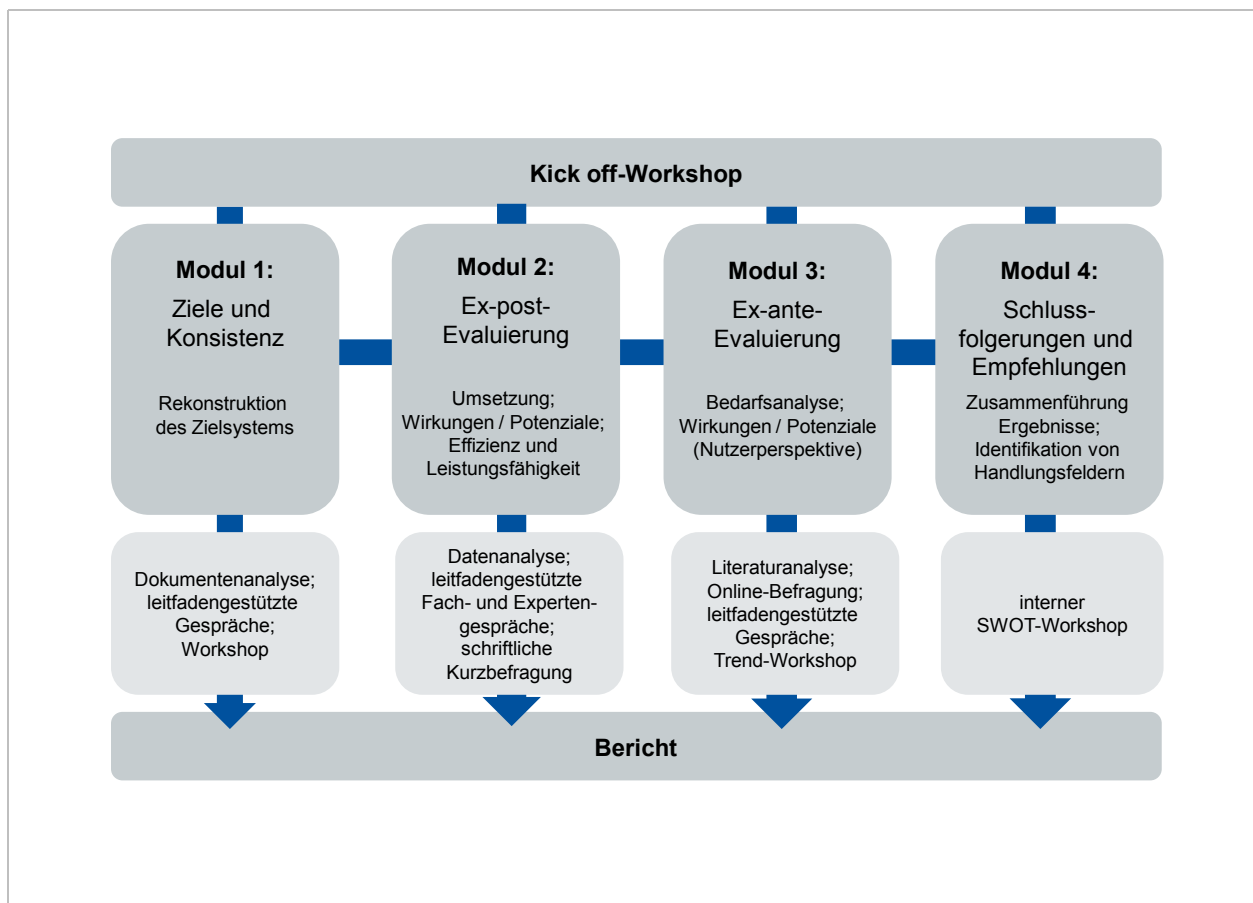 Kick off-Workshop
Modul 1:
Ziele und
Konsistenz
Rekonstruktion
des Zielsystems
Modul 2:
Ex-post-
Evaluierung
Umsetzung;
Wirkungen / Potenziale;
Effizienz und
Leistungsfähigkeit
Modul 3:
Ex-ante-
Evaluierung
Bedarfsanalyse;
Wirkungen / Potenziale
(Nutzerperspektive)
Modul 4:
Schluss-
folgerungen und
Empfehlungen
Zusammenführung
Ergebnisse;
Identifikation von
Handlungsfeldern
Dokumentenanalyse;
leitfadengestützte
Gespräche;
Workshop
Datenanalyse;
leitfadengestützte
Fach- und Experten-
gespräche;
schriftliche
Kurzbefragung
Literaturanalyse;
Online-Befragung;
leitfadengestützte
Gespräche;
Trend-Workshop
interner
SWOT-Workshop
Bericht